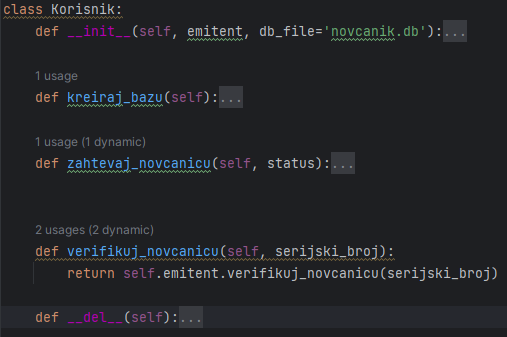 class Korisnik:
def __init__(self, emitent, db_file='novcanik.db'):...
1 usage
def kreiraj_bazu(self):...
1 usage (1 dynamic)
def zahtevaj_novcanicu(self, status):...
2 usages (2 dynamic)
def verifikuj_novcanicu(self, serijski_broj):
return self.emitent.verifikuj_novcanicu(serijski_broj)
def __del__(self):...